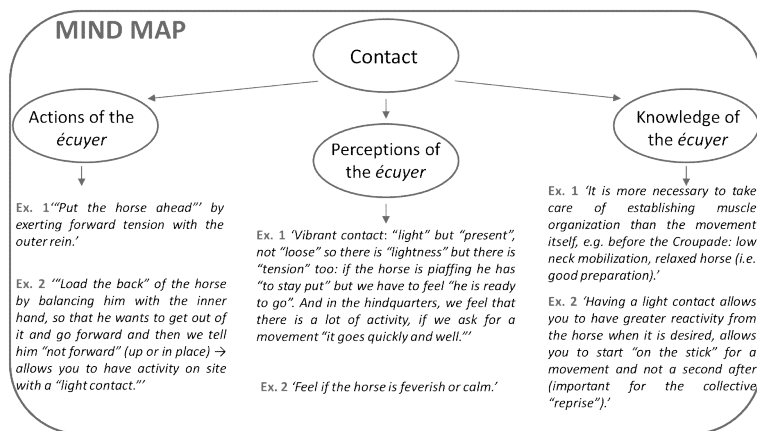 MIND MAP
Contact
Actions of the
écuyer
Perceptions of
the écuyer
Knowledge of
the écuyer
Ex. 1‘“Put the horse ahead”’ by
exerting forward tension with the
outer rein.’
Ex. 2 ‘“Load the back” of the horse
by balancing him with the inner
hand, so that he wants to get out of
it and go forward and then we tell
him “not forward” (up or in place) →
allows you to have activity on site
with a “light contact.”’
Ex. 1 ‘Vibrant contact: “light” but “present”,
not “loose” so there is “lightness” but there is
“tension” too: if the horse is piaffing he has
“to stay put” but we have to feel “he is ready
to go”. And in the hindquarters, we feel that
there is a lot of activity, if we ask for a
movement “it goes quickly and well.”’
Ex. 2 ‘Feel if the horse is feverish or calm.’
Ex. 1 ‘It is more necessary to take
care of establishing muscle
organization than the movement
itself, e.g. before the Croupade: low
neck mobilization, relaxed horse (i.e.
good preparation).’
Ex. 2 ‘Having a light contact allows
you to have greater reactivity from
the horse when it is desired, allows
you to start “on the stick” for a
movement and not a second after
(important for the collective
“reprise”).’